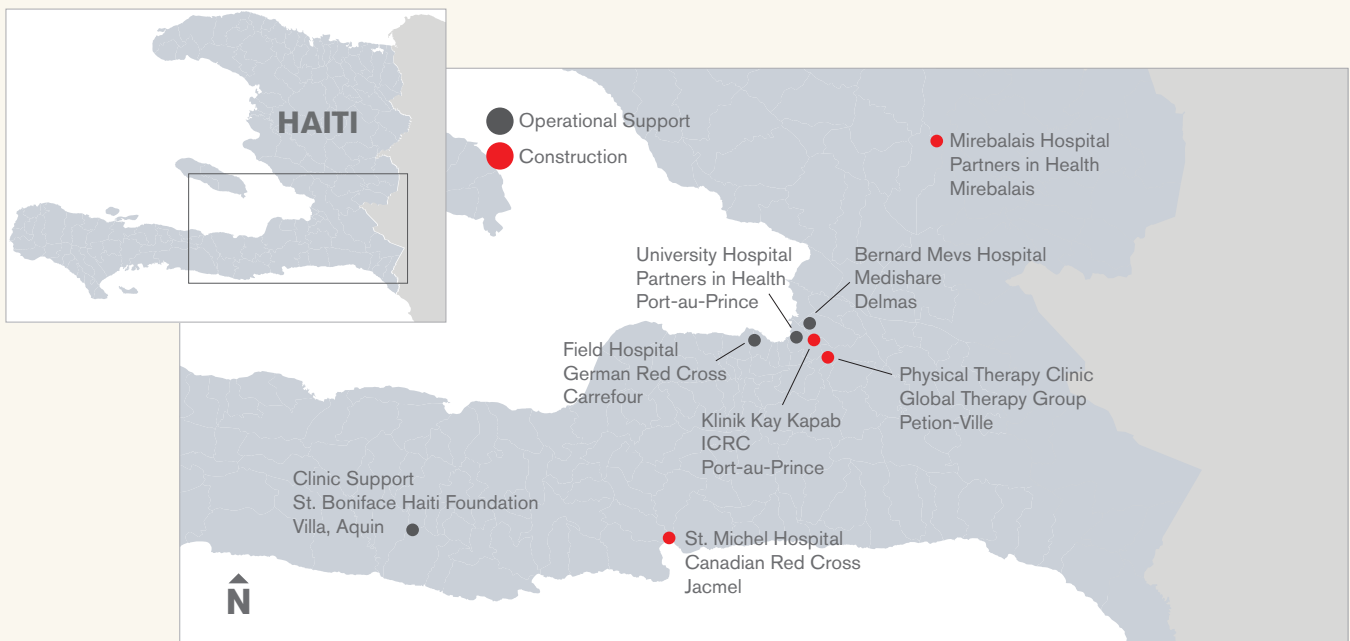 HAITI
Operational Support
Construction
Mirebalais Hospital
Partners in Health
Mirebalais
University Hospital
Partners in Health
Port-au-Prince
Bernard Mevs Hospital
Medishare
Delmas
Field Hospital
German Red Cross
Carrefour
Physical Therapy Clinic
Global Therapy Group
Petion-Ville
Klinik Kay Kapab
ICRC
Port-au-Prince
Clinic Support
St. Boniface Haiti Foundation
Villa, Aquin
St. Michel Hospital
Canadian Red Cross
Jacmel
N